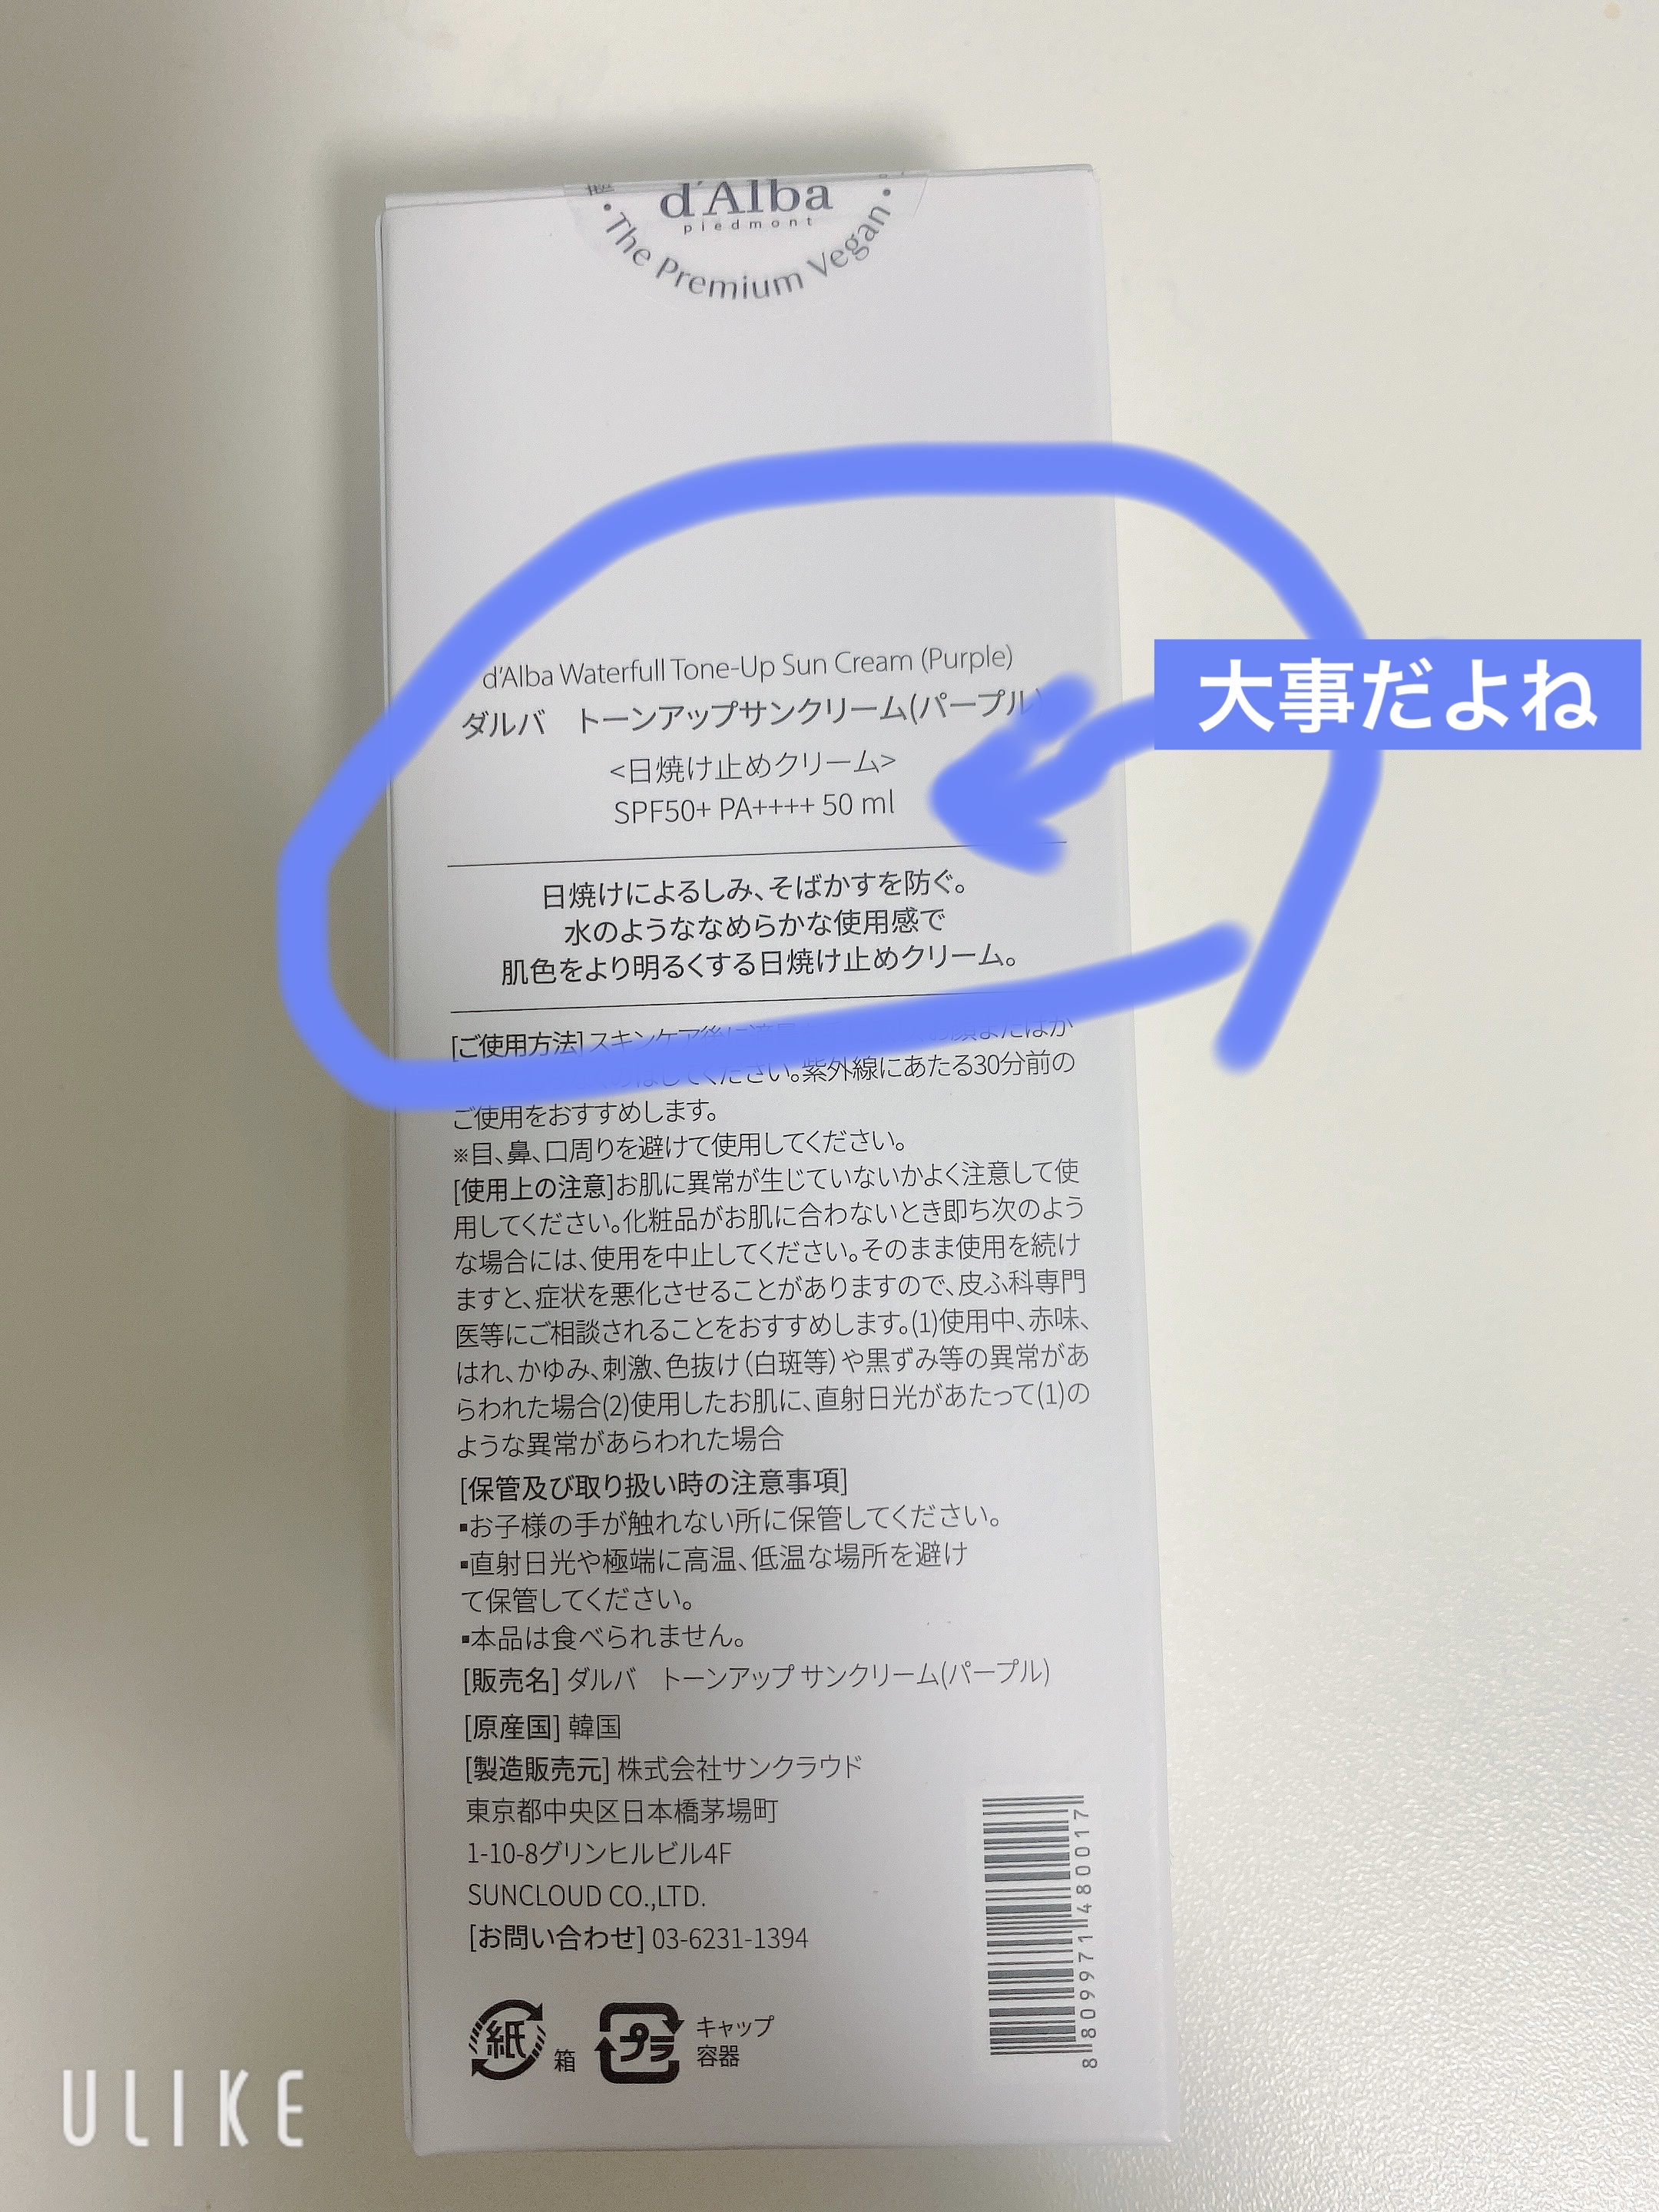 d'Alba
piedmont
The Premium Vegan
d'Alba Waterfull Tone-Up Sun Cream (Purple)
ダルバ　トーンアップサンクリーム(パープル)
大事だよね
<日焼け止めクリーム>
SPF50+ PA++++ 50 ml
日焼けによるしみ、そばかすを防ぐ。
水のようななめらかな使用感で
肌色をより明るくする日焼け止めクリーム。
[ご使用方法]スキンケア後に お顔またはか
のばしてください。紫外線にあたる30分前の
ご使用をおすすめします。
※目、鼻、口周りを避けて使用してください。
[使用上の注意]お肌に異常が生じていないかよく注意して使
用してください。化粧品がお肌に合わないとき即ち次のよう
な場合には、使用を中止してください。そのまま使用を続け
ますと、症状を悪化させることがありますので、皮ふ科専門
医等にご相談されることをおすすめします。(1)使用中、赤味、
はれ、かゆみ、刺激、色抜け（白斑等）や黒ずみ等の異常があ
らわれた場合(2)使用したお肌に、直射日光があたって(1)の
ような異常があらわれた場合
[保管及び取り扱い時の注意事項]
▪お子様の手が触れない所に保管してください。
▪直射日光や極端に高温、低温な場所を避け
て保管してください。
▪本品は食べられません。
[販売名] ダルバ　トーンアップ サンクリーム(パープル)
[原産国] 韓国
[製造販売元] 株式会社サンクラウド
東京都中央区日本橋茅場町
1-10-8グリンヒルビル4F
SUNCLOUD CO.,LTD.
[お問い合わせ] 03-6231-1394
8809971480017
紙 箱
プラ キャップ
容器
ULIKE